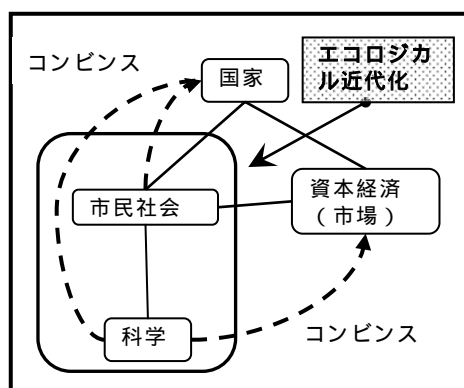 コンビンス
国家
エコロジカ
ル近代化
市民社会
資本経済
(市場)
科学
コンビンス